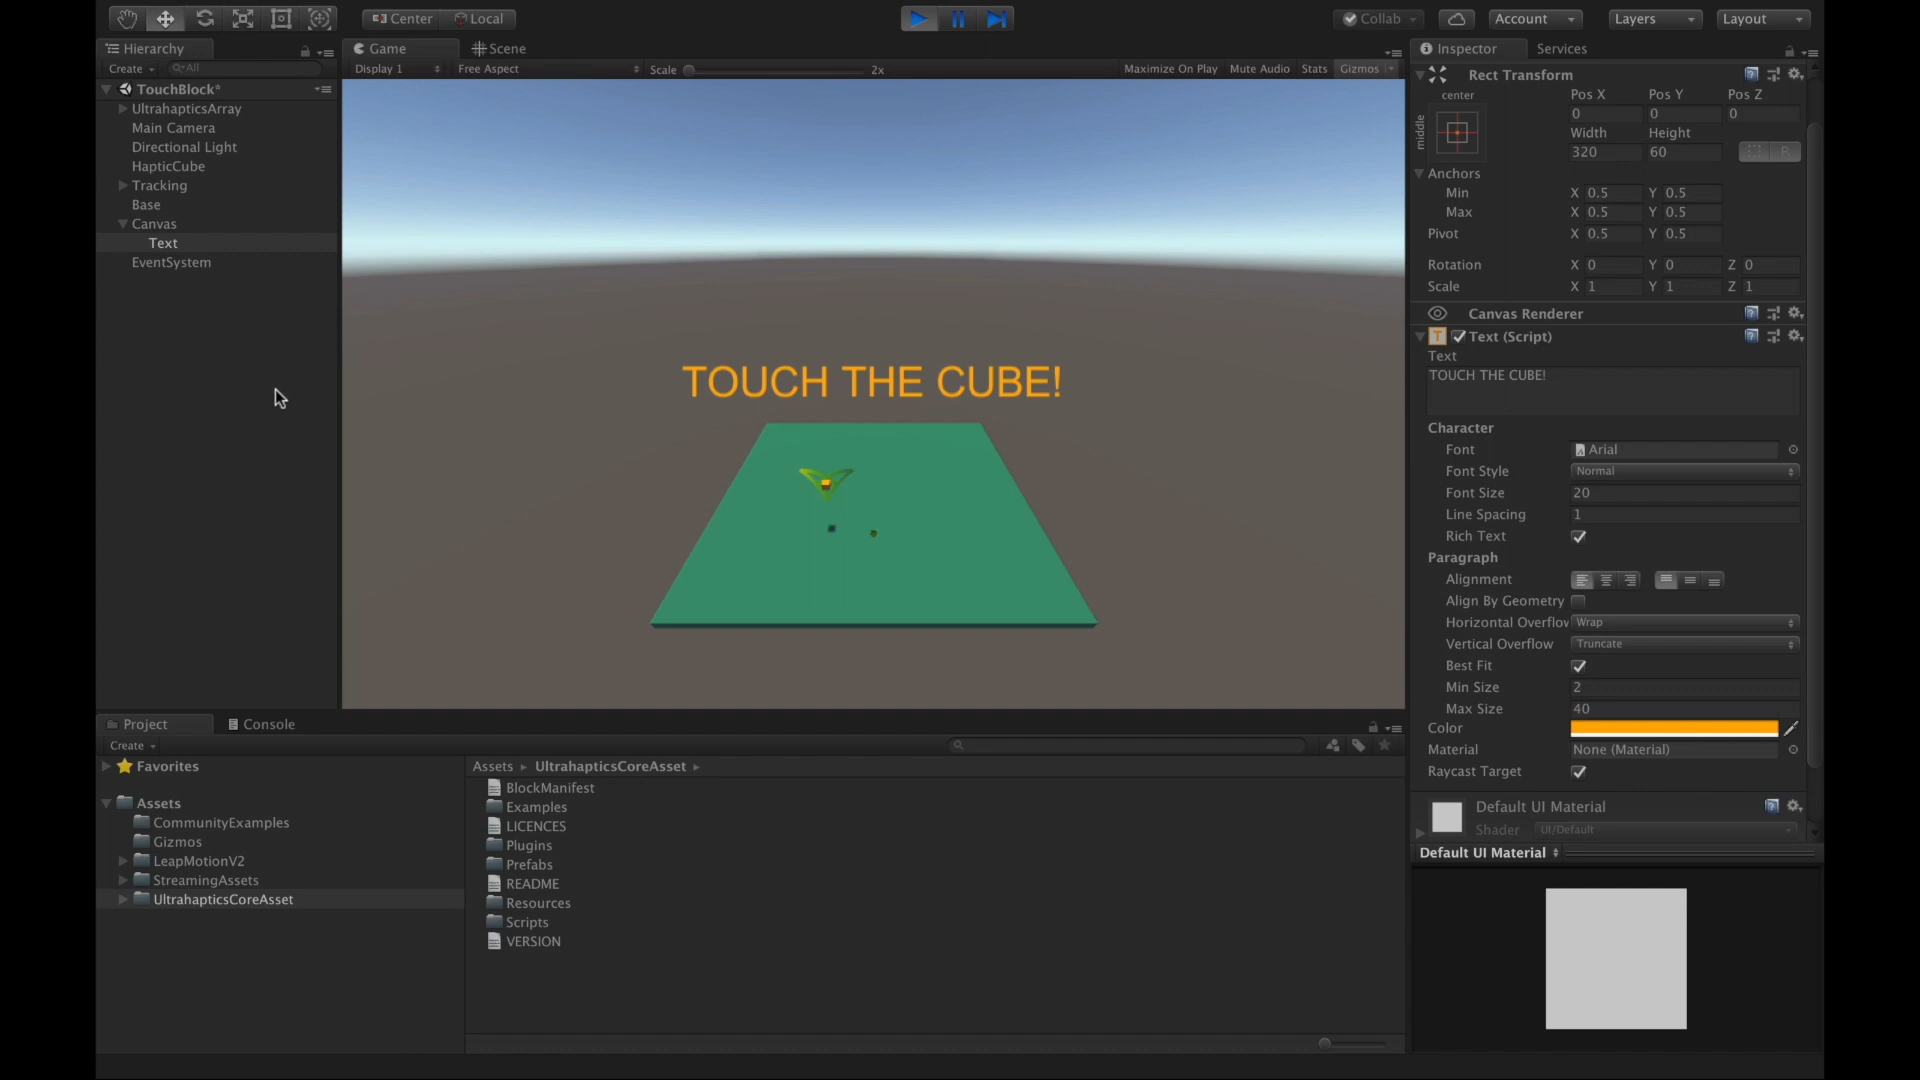 Center Local Collab Account Layers Layout
Hierarchy
Create All
TouchBlock*
UltrahapticsArray
Main Camera
Directional Light
HapticCube
Tracking
Base
Canvas
Text
EventSystem
Game Scene
Display 1 Free Aspect Scale 2x Maximize On Play Mute Audio Stats Gizmos
TOUCH THE CUBE!
Inspector Services
Rect Transform
center Pos X Pos Y Pos Z
0 0 0
middle Width Height
320 60 R
Anchors
Min X 0.5 Y 0.5
Max X 0.5 Y 0.5
Pivot X 0.5 Y 0.5
Rotation X 0 Y 0 Z 0
Scale X 1 Y 1 Z 1
Canvas Renderer
T Text (Script)
Text
TOUCH THE CUBE!
Character
Font Arial
Font Style Normal
Font Size 20
Line Spacing 1
Rich Text
Paragraph
Alignment
Align By Geometry
Horizontal Overflow Wrap
Vertical Overflow Truncate
Best Fit
Min Size 2
Max Size 40
Color
Material None (Material)
Raycast Target
Default UI Material
Shader UI/Default
Default UI Material
Project Console
Create
Favorites
Assets
CommunityExamples
Gizmos
LeapMotionV2
StreamingAssets
UltrahapticsCoreAsset
Assets UltrahapticsCoreAsset
BlockManifest
Examples
LICENCES
Plugins
Prefabs
README
Resources
Scripts
VERSION